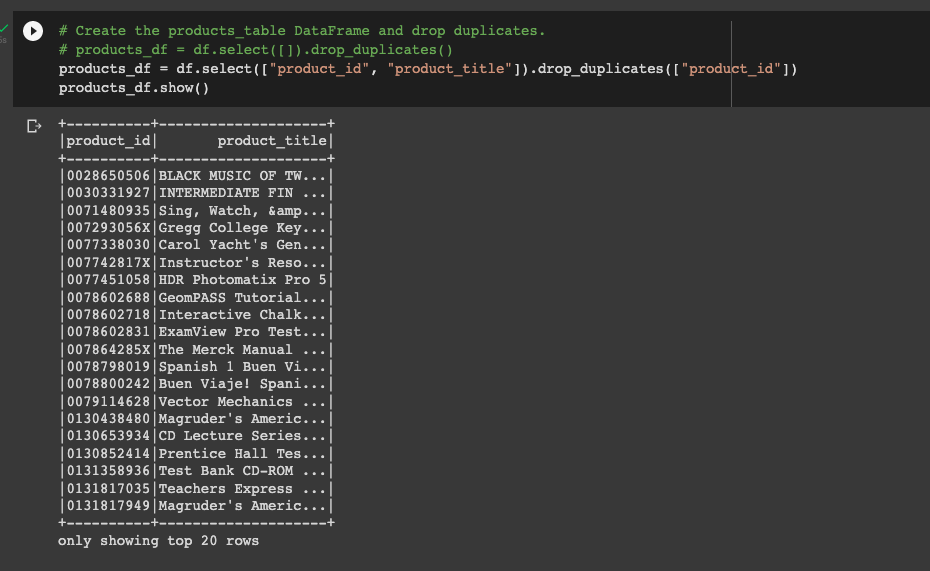 # Create the products_table DataFrame and drop duplicates.
# products_df = df.select([]).drop_duplicates()
products_df = df.select(["product_id", "product_title"]).drop_duplicates(["product_id"])
products_df.show()
+----------+--------------------+
|product_id|       product_title|
+----------+--------------------+
|0028650506|BLACK MUSIC OF TW...|
|0030331927|INTERMEDIATE FIN ...|
|0071480935|Sing, Watch, &amp...|
|007293056X|Gregg College Key...|
|0077338030|Carol Yacht's Gen...|
|007742817X|Instructor's Reso...|
|0077451058|HDR Photomatix Pro 5|
|0078602688|GeomPASS Tutorial...|
|0078602718|Interactive Chalk...|
|0078602831|ExamView Pro Test...|
|007864285X|The Merck Manual ...|
|0078798019|Spanish 1 Buen Vi...|
|0078800242|Buen Viaje! Spani...|
|0079114628|Vector Mechanics ...|
|0130438480|Magruder's Americ...|
|0130653934|CD Lecture Series...|
|0130852414|Prentice Hall Tes...|
|0131358936|Test Bank CD-ROM ...|
|0131817035|Teachers Express ...|
|0131817949|Magruder's Americ...|
+----------+--------------------+
only showing top 20 rows